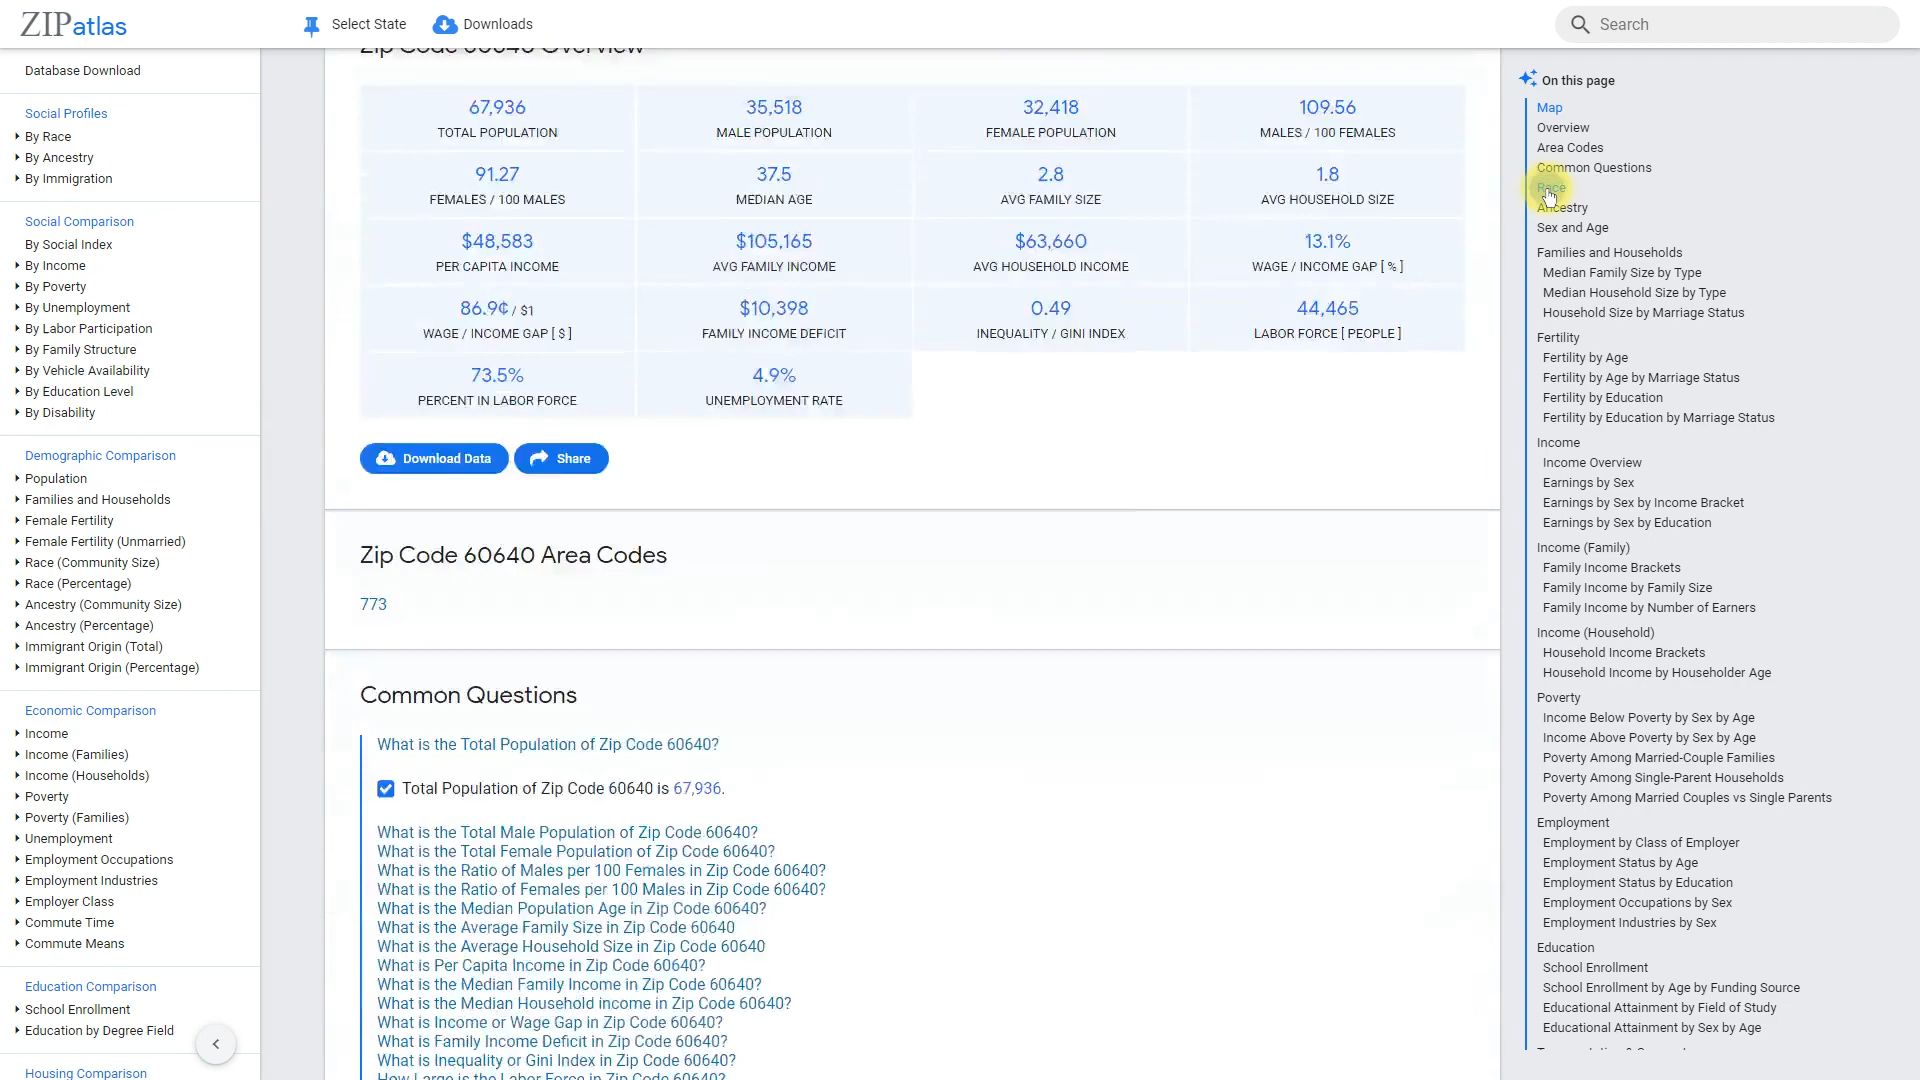 ZIPatlas
Select State
Downloads
Search
Database Download
Social Profiles
By Race
By Ancestry
By Immigration
Social Comparison
By Social Index
By Income
By Poverty
By Unemployment
By Labor Participation
By Family Structure
By Vehicle Availability
By Education Level
By Disability
Demographic Comparison
Population
Families and Households
Female Fertility
Female Fertility (Unmarried)
Race (Community Size)
Race (Percentage)
Ancestry (Community Size)
Ancestry (Percentage)
Immigrant Origin (Total)
Immigrant Origin (Percentage)
Economic Comparison
Income
Income (Families)
Income (Households)
Poverty
Poverty (Families)
Unemployment
Employment Occupations
Employment Industries
Employer Class
Commute Time
Commute Means
Education Comparison
School Enrollment
Education by Degree Field
Housing Comparison
Zip Code 60640 Overview
67,936
TOTAL POPULATION
35,518
MALE POPULATION
32,418
FEMALE POPULATION
109.56
MALES / 100 FEMALES
91.27
FEMALES / 100 MALES
37.5
MEDIAN AGE
2.8
AVG FAMILY SIZE
1.8
AVG HOUSEHOLD SIZE
$48,583
PER CAPITA INCOME
$105,165
AVG FAMILY INCOME
$63,660
AVG HOUSEHOLD INCOME
13.1%
WAGE / INCOME GAP [ % ]
86.9¢ / $1
WAGE / INCOME GAP [ $ ]
$10,398
FAMILY INCOME DEFICIT
0.49
INEQUALITY / GINI INDEX
44,465
LABOR FORCE [ PEOPLE ]
73.5%
PERCENT IN LABOR FORCE
4.9%
UNEMPLOYMENT RATE
Download Data
Share
Zip Code 60640 Area Codes
773
Common Questions
What is the Total Population of Zip Code 60640?
Total Population of Zip Code 60640 is 67,936.
What is the Total Male Population of Zip Code 60640?
What is the Total Female Population of Zip Code 60640?
What is the Ratio of Males per 100 Females in Zip Code 60640?
What is the Ratio of Females per 100 Males in Zip Code 60640?
What is the Median Population Age in Zip Code 60640?
What is the Average Family Size in Zip Code 60640
What is the Average Household Size in Zip Code 60640
What is Per Capita Income in Zip Code 60640?
What is the Median Family Income in Zip Code 60640?
What is the Median Household income in Zip Code 60640?
What is Income or Wage Gap in Zip Code 60640?
What is Family Income Deficit in Zip Code 60640?
What is Inequality or Gini Index in Zip Code 60640?
How Large is the Labor Force in Zip Code 60640?
On this page
Map
Overview
Area Codes
Common Questions
Race
Ancestry
Sex and Age
Families and Households
Median Family Size by Type
Median Household Size by Type
Household Size by Marriage Status
Fertility
Fertility by Age
Fertility by Age by Marriage Status
Fertility by Education
Fertility by Education by Marriage Status
Income
Income Overview
Earnings by Sex
Earnings by Sex by Income Bracket
Earnings by Sex by Education
Income (Family)
Family Income Brackets
Family Income by Family Size
Family Income by Number of Earners
Income (Household)
Household Income Brackets
Household Income by Householder Age
Poverty
Income Below Poverty by Sex by Age
Income Above Poverty by Sex by Age
Poverty Among Married-Couple Families
Poverty Among Single-Parent Households
Poverty Among Married Couples vs Single Parents
Employment
Employment by Class of Employer
Employment Status by Age
Employment Status by Education
Employment Occupations by Sex
Employment Industries by Sex
Education
School Enrollment
School Enrollment by Age by Funding Source
Educational Attainment by Field of Study
Educational Attainment by Sex by Age